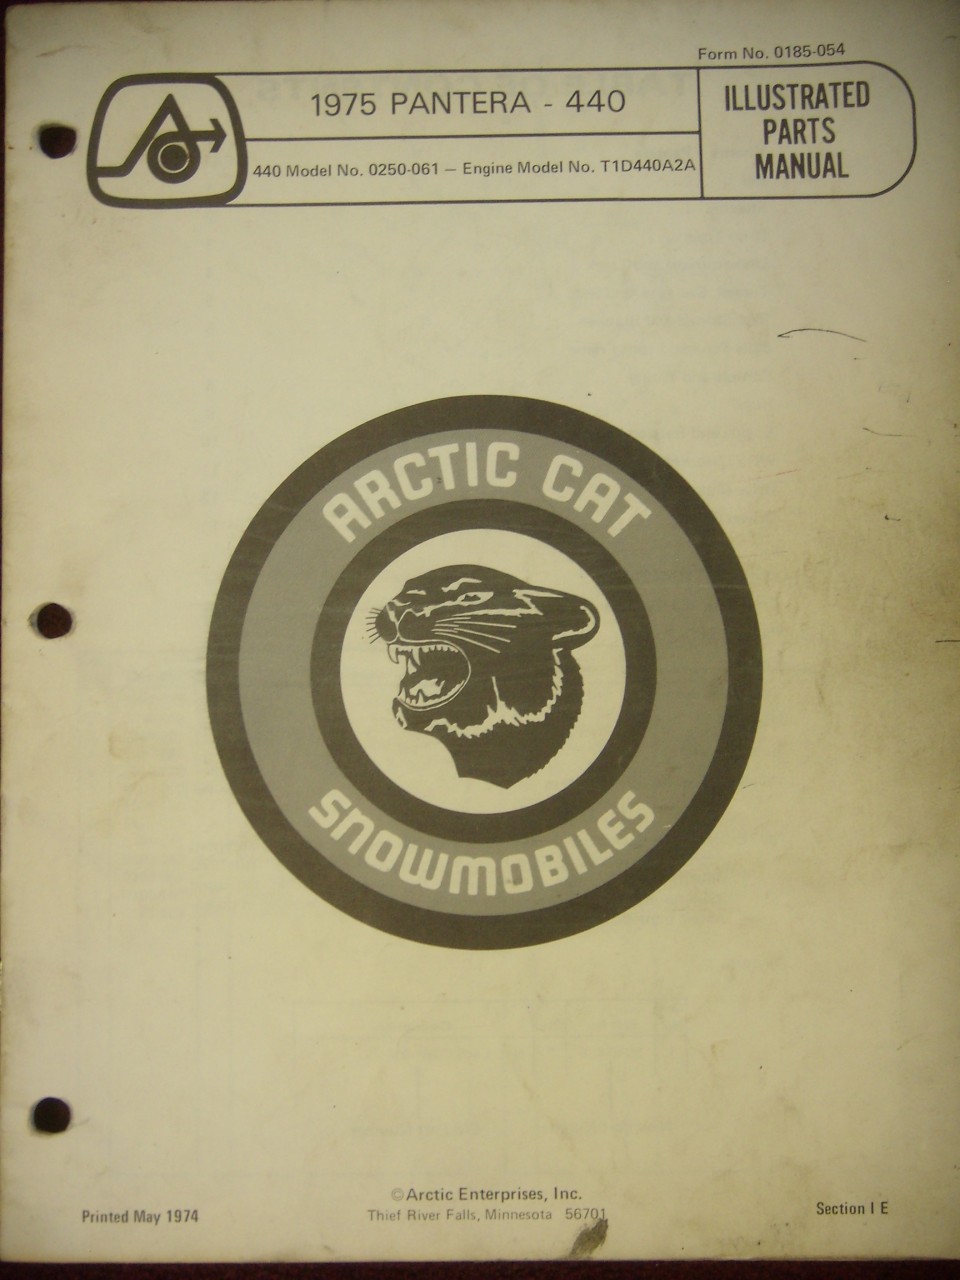 Form No. 0185-054
1975 PANTERA - 440
440 Model No. 0250-061 — Engine Model No. T1D440A2A
ILLUSTRATED
PARTS
MANUAL
ARCTIC CAT
SNOWMOBILES
©Arctic Enterprises, Inc.
Thief River Falls, Minnesota 56701
Printed May 1974
Section I E